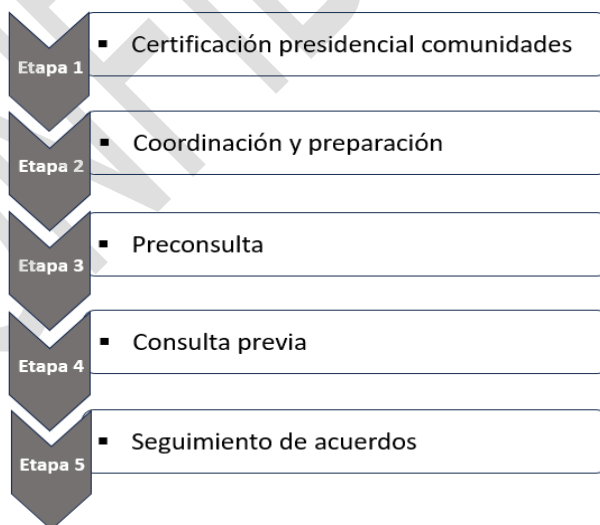 Etapa 1
▪ Certificación presidencial comunidades
Etapa 2
▪ Coordinación y preparación
Etapa 3
▪ Preconsulta
Etapa 4
▪ Consulta previa
Etapa 5
▪ Seguimiento de acuerdos